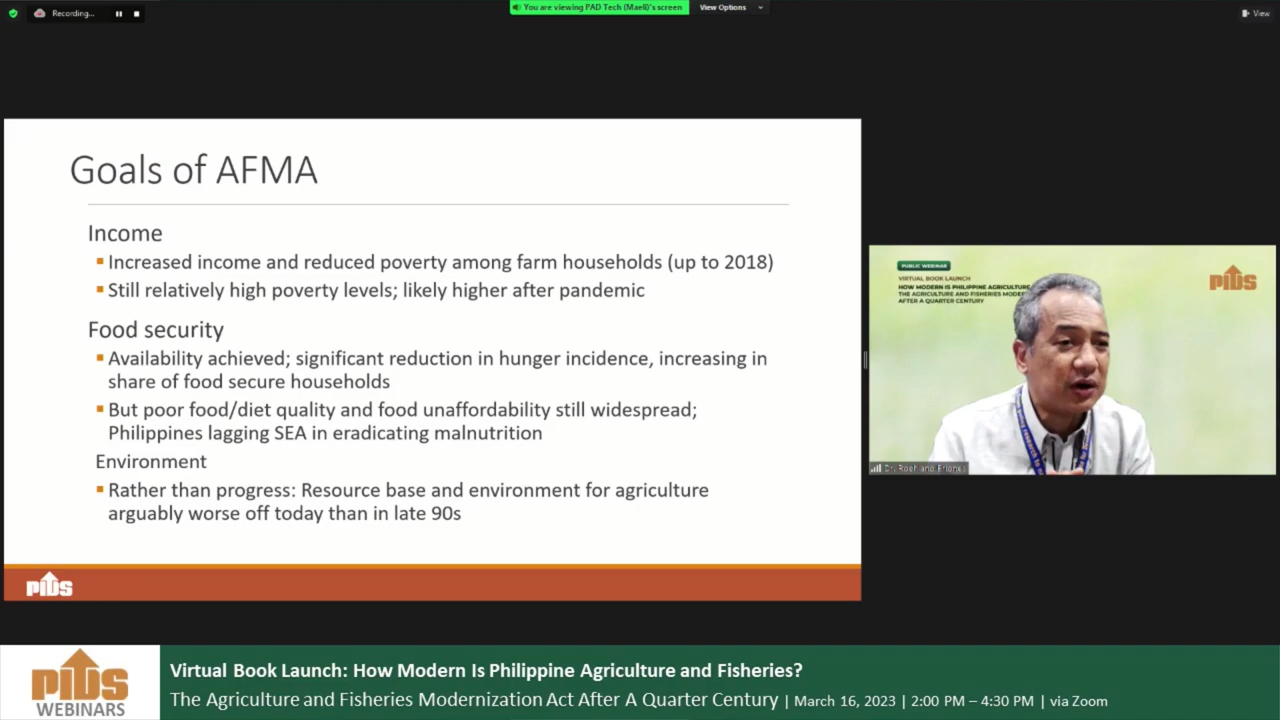 Recording...
You are viewing PAD Tech (Maeli)'s screen
View Options
View
Goals of AFMA
Income
Increased income and reduced poverty among farm households (up to 2018)
Still relatively high poverty levels; likely higher after pandemic
Food security
Availability achieved; significant reduction in hunger incidence, increasing in
share of food secure households
But poor food/diet quality and food unaffordability still widespread;
Philippines lagging SEA in eradicating malnutrition
Environment
Rather than progress: Resource base and environment for agriculture
arguably worse off today than in late 90s
PIDS
PUBLIC WEBINAR
VIRTUAL BOOK LAUNCH
HOW MODERN IS PHILIPPINE AGRICULTURE
THE AGRICULTURE AND FISHERIES
AFTER A QUARTER CENTURY
PIDS
Dr.
PIDS
WEBINARS
Virtual Book Launch: How Modern Is Philippine Agriculture and Fisheries?
The Agriculture and Fisheries Modernization Act After A Quarter Century | March 16, 2023 | 2:00 PM – 4:30 PM | via Zoom